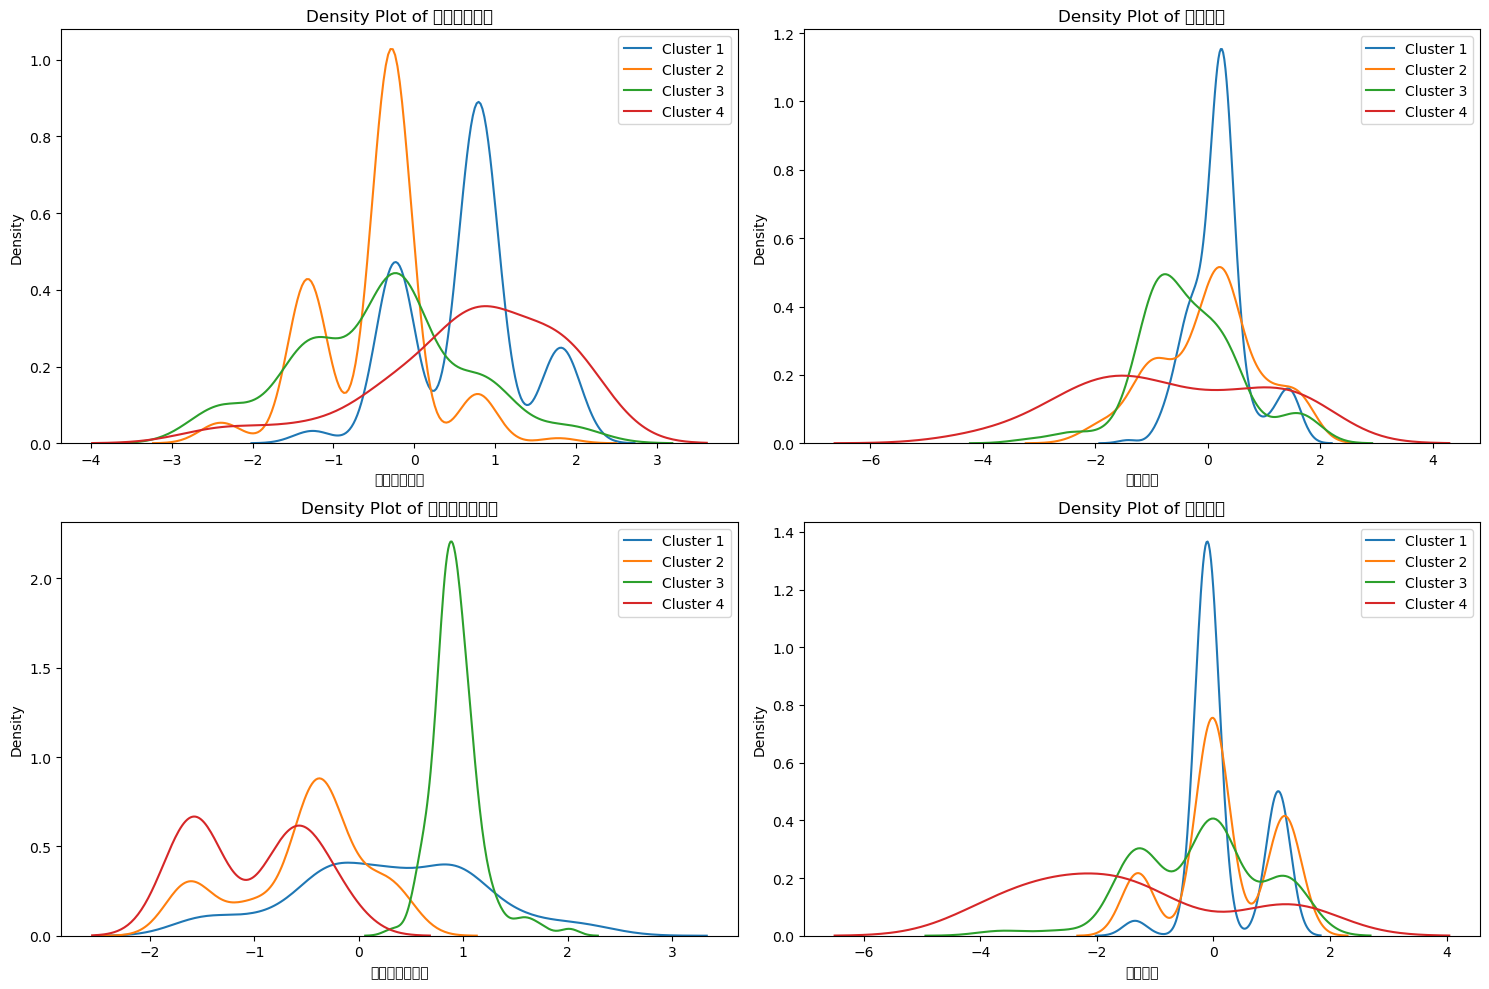 Density Plot of
Density
1.0
0.8
0.6
0.4
0.2
0.0
−4 −3 −2 −1 0 1 2 3
Cluster 1
Cluster 2
Cluster 3
Cluster 4
Density Plot of
Density
1.2
1.0
0.8
0.6
0.4
0.2
0.0
−6 −4 −2 0 2 4
Cluster 1
Cluster 2
Cluster 3
Cluster 4
Density Plot of
Density
2.0
1.5
1.0
0.5
0.0
−2 −1 0 1 2 3
Cluster 1
Cluster 2
Cluster 3
Cluster 4
Density Plot of
Density
1.4
1.2
1.0
0.8
0.6
0.4
0.2
0.0
−6 −4 −2 0 2 4
Cluster 1
Cluster 2
Cluster 3
Cluster 4